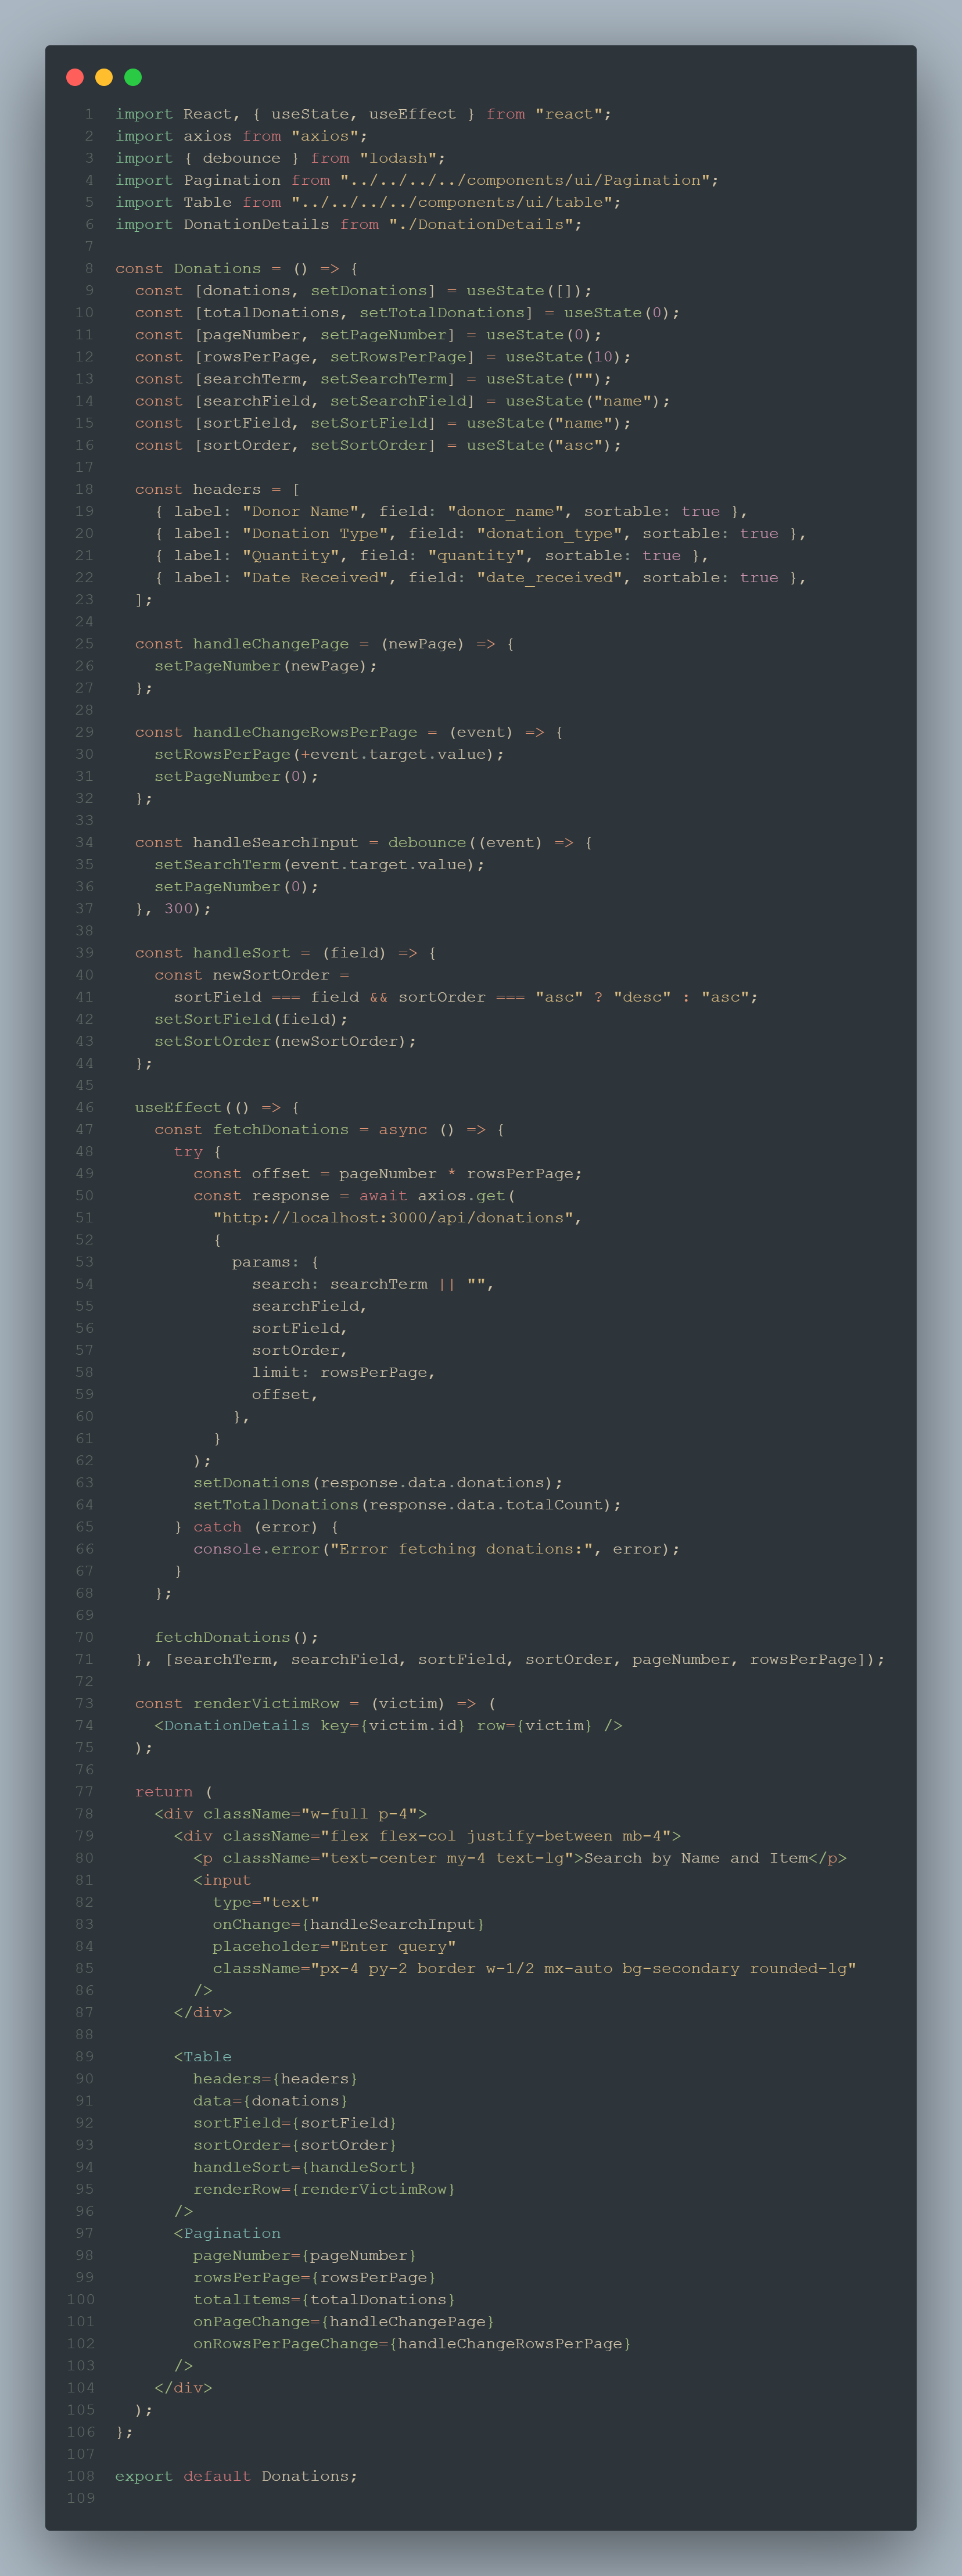 1 import React, { useState, useEffect } from "react";
2 import axios from "axios";
3 import { debounce } from "lodash";
4 import Pagination from "../../../../components/ui/Pagination";
5 import Table from "../../../../components/ui/table";
6 import DonationDetails from "./DonationDetails";
7
8 const Donations = () => {
9   const [donations, setDonations] = useState([]);
10   const [totalDonations, setTotalDonations] = useState(0);
11   const [pageNumber, setPageNumber] = useState(0);
12   const [rowsPerPage, setRowsPerPage] = useState(10);
13   const [searchTerm, setSearchTerm] = useState("");
14   const [searchField, setSearchField] = useState("name");
15   const [sortField, setSortField] = useState("name");
16   const [sortOrder, setSortOrder] = useState("asc");
17
18   const headers = [
19     { label: "Donor Name", field: "donor_name", sortable: true },
20     { label: "Donation Type", field: "donation_type", sortable: true },
21     { label: "Quantity", field: "quantity", sortable: true },
22     { label: "Date Received", field: "date_received", sortable: true },
23   ];
24
25   const handleChangePage = (newPage) => {
26     setPageNumber(newPage);
27   };
28
29   const handleChangeRowsPerPage = (event) => {
30     setRowsPerPage(+event.target.value);
31     setPageNumber(0);
32   };
33
34   const handleSearchInput = debounce((event) => {
35     setSearchTerm(event.target.value);
36     setPageNumber(0);
37   }, 300);
38
39   const handleSort = (field) => {
40     const newSortOrder =
41       sortField === field && sortOrder === "asc" ? "desc" : "asc";
42     setSortField(field);
43     setSortOrder(newSortOrder);
44   };
45
46   useEffect(() => {
47     const fetchDonations = async () => {
48       try {
49         const offset = pageNumber * rowsPerPage;
50         const response = await axios.get(
51           "http://localhost:3000/api/donations",
52           {
53             params: {
54               search: searchTerm || "",
55               searchField,
56               sortField,
57               sortOrder,
58               limit: rowsPerPage,
59               offset,
60             },
61           }
62         );
63         setDonations(response.data.donations);
64         setTotalDonations(response.data.totalCount);
65       } catch (error) {
66         console.error("Error fetching donations:", error);
67       }
68     };
69
70     fetchDonations();
71   }, [searchTerm, searchField, sortField, sortOrder, pageNumber, rowsPerPage]);
72
73   const renderVictimRow = (victim) => (
74     <DonationDetails key={victim.id} row={victim} />
75   );
76
77   return (
78     <div className="w-full p-4">
79       <div className="flex flex-col justify-between mb-4">
80         <p className="text-center my-4 text-lg">Search by Name and Item</p>
81         <input
82           type="text"
83           onChange={handleSearchInput}
84           placeholder="Enter query"
85           className="px-4 py-2 border w-1/2 mx-auto bg-secondary rounded-lg"
86         />
87       </div>
88
89       <Table
90         headers={headers}
91         data={donations}
92         sortField={sortField}
93         sortOrder={sortOrder}
94         handleSort={handleSort}
95         renderRow={renderVictimRow}
96       />
97       <Pagination
98         pageNumber={pageNumber}
99         rowsPerPage={rowsPerPage}
100         totalItems={totalDonations}
101         onPageChange={handleChangePage}
102         onRowsPerPageChange={handleChangeRowsPerPage}
103       />
104     </div>
105   );
106 };
107
108 export default Donations;
109